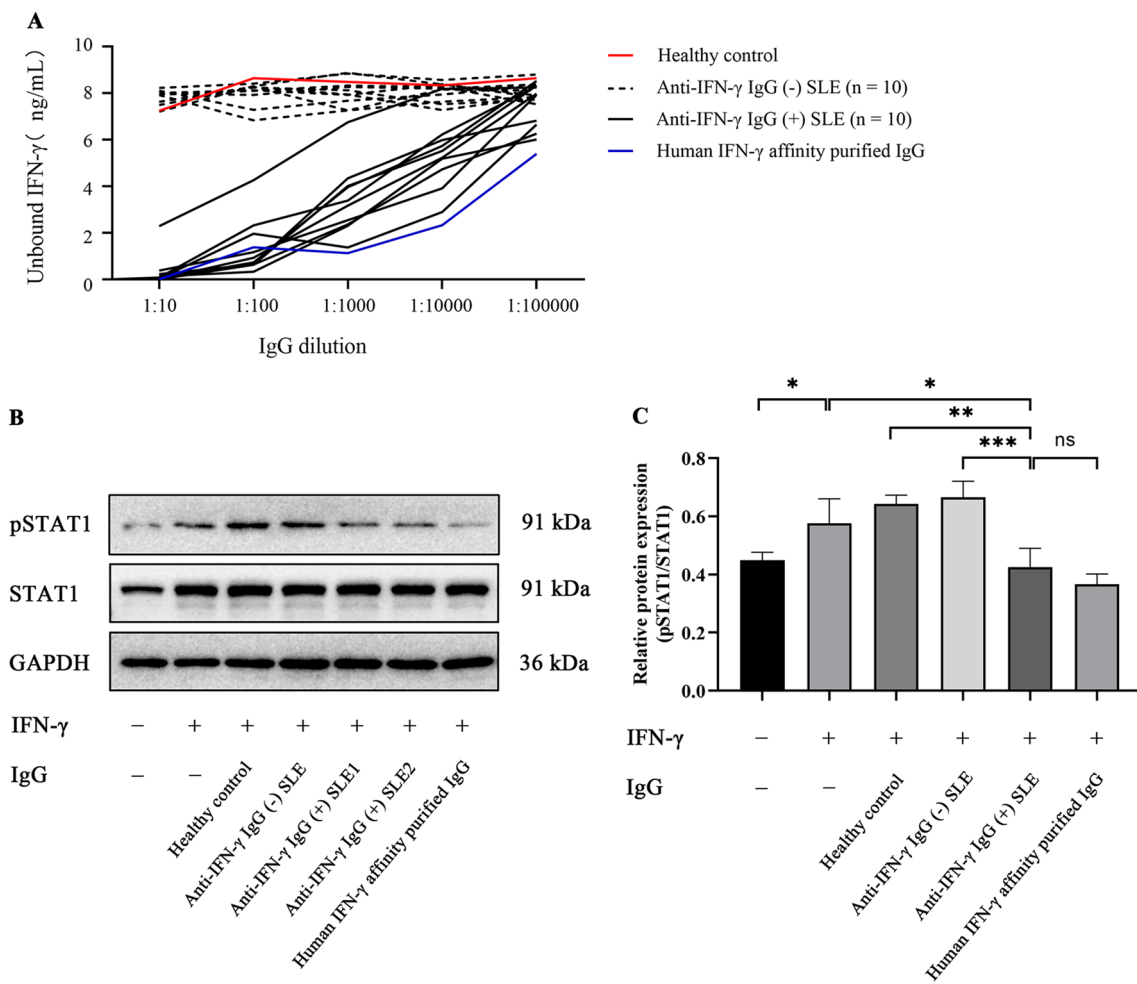 A
Unbound IFN-γ( ng/mL)
10
8
6
4
2
0
1:10 1:100 1:1000 1:10000 1:100000
IgG dilution
Healthy control
Anti-IFN-γ IgG (-) SLE (n = 10)
Anti-IFN-γ IgG (+) SLE (n = 10)
Human IFN-γ affinity purified IgG
B
pSTAT1 91 kDa
STAT1 91 kDa
GAPDH 36 kDa
IFN-γ − + + + + + +
IgG − −
Healthy control
Anti-IFN-γ IgG (-) SLE
Anti-IFN-γ IgG (+) SLE1
Anti-IFN-γ IgG (+) SLE2
Human IFN-γ affinity purified IgG
C
* *
**
*** ns
Relative protein expression
(pSTAT1/STAT1)
0.8
0.6
0.4
0.2
0.0
IFN-γ − + + + + +
IgG − −
Healthy control
Anti-IFN-γ IgG (-) SLE
Anti-IFN-γ IgG (+) SLE
Human IFN-γ affinity purified IgG